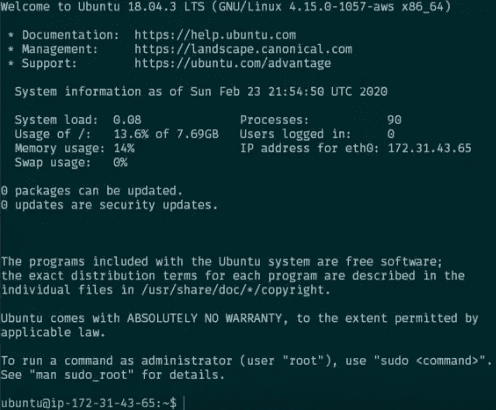 Welcome to Ubuntu 18.04.3 LTS (GNU/Linux 4.15.0-1057-aws x86_64)
* Documentation: https://help.ubuntu.com
* Management: https://landscape.canonical.com
* Support: https://ubuntu.com/advantage
System information as of Sun Feb 23 21:54:50 UTC 2020
System load: 0.08 Processes: 90
Usage of /: 13.6% of 7.69GB Users logged in: 0
Memory usage: 14% IP address for eth0: 172.31.43.65
Swap usage: 0%
0 packages can be updated.
0 updates are security updates.
The programs included with the Ubuntu system are free software;
the exact distribution terms for each program are described in the
individual files in /usr/share/doc/*/copyright.
Ubuntu comes with ABSOLUTELY NO WARRANTY, to the extent permitted by
applicable law.
To run a command as administrator (user "root"), use "sudo <command>".
See "man sudo_root" for details.
ubuntu@ip-172-31-43-65:~$